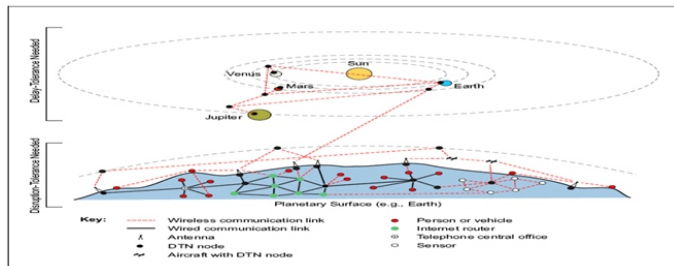 Delay-Tolerance Needed
Sun
Venus
Mars
Earth
Jupiter
Disruption-Tolerance Needed
Planetary Surface (e.g., Earth)
Key:
Wireless communication link
Wired communication link
Antenna
DTN node
Aircraft with DTN node
Person or vehicle
Internet router
Telephone central office
Sensor